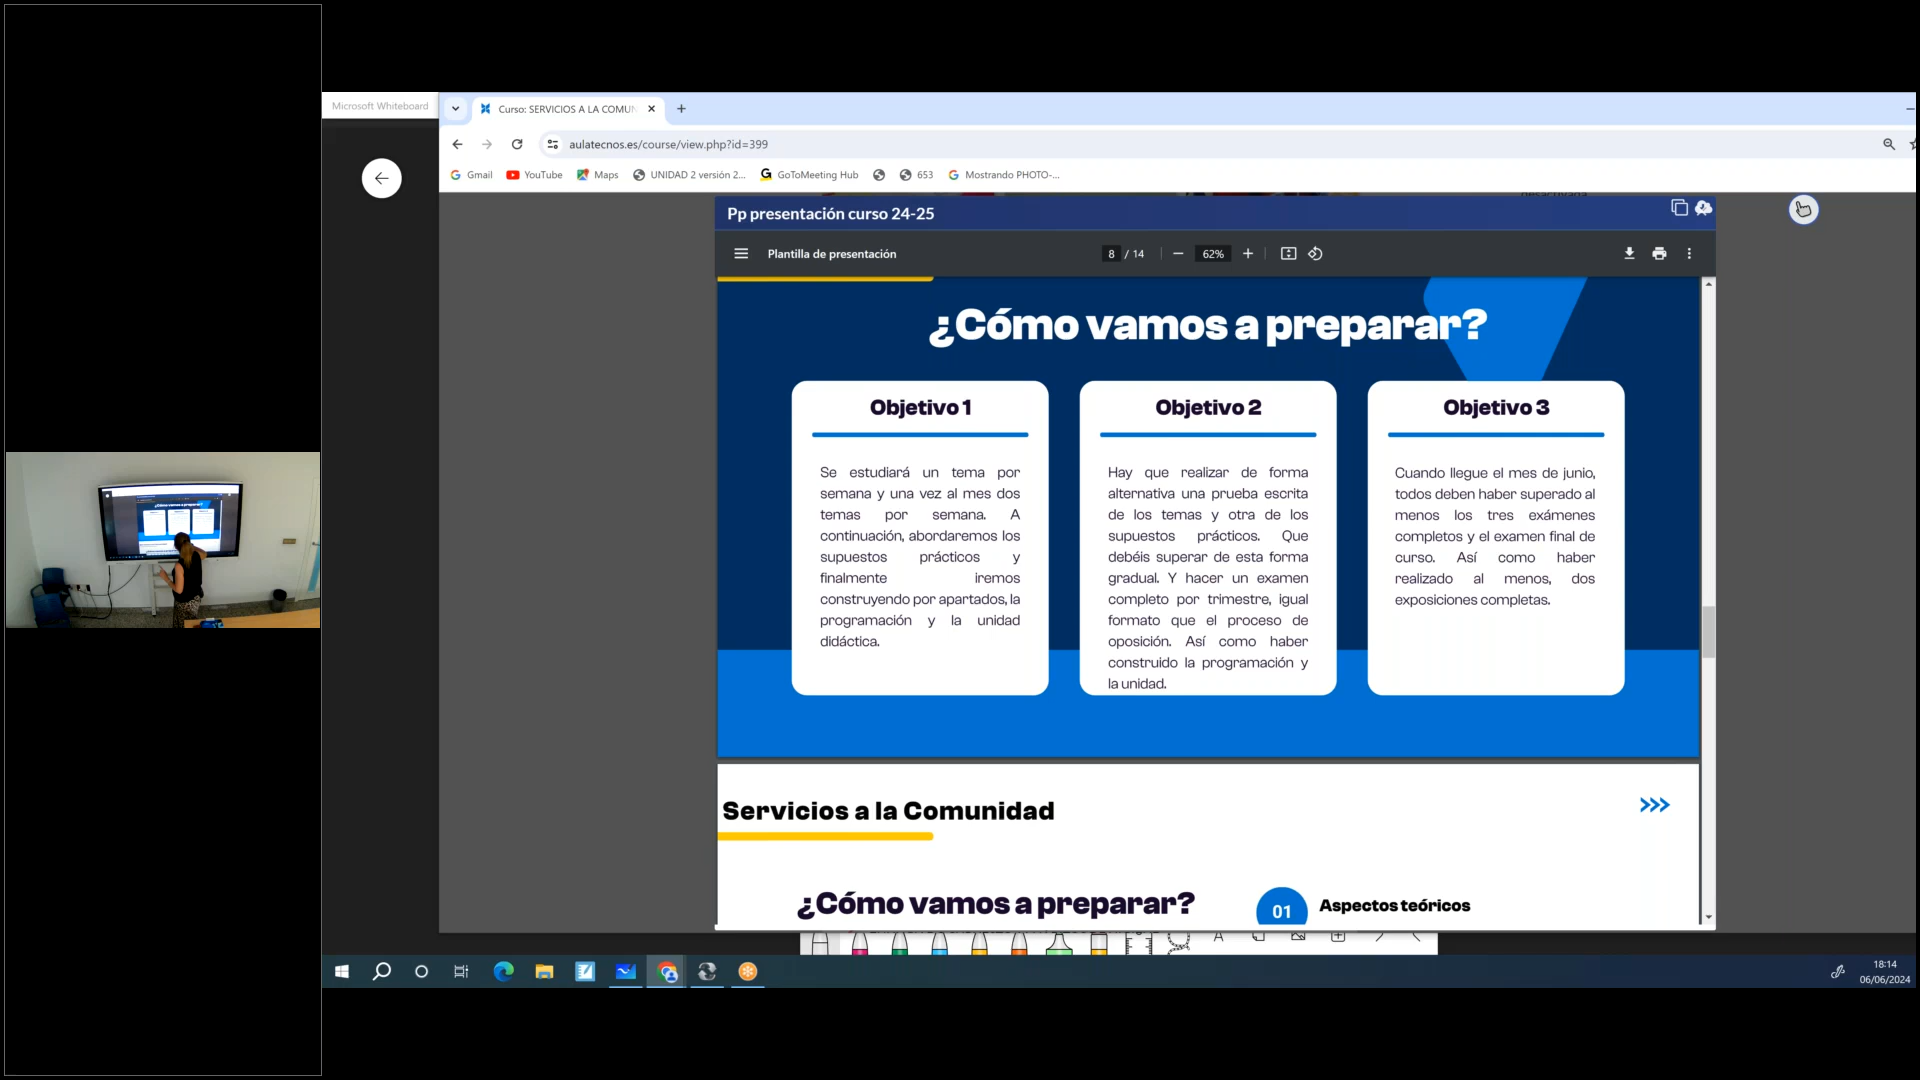 Microsoft Whiteboard
Curso: SERVICIOS A LA COMUN
aulatecnos.es/course/view.php?id=399
Gmail
YouTube
Maps
UNIDAD 2 versión 2...
GoToMeeting Hub
653
Mostrando PHOTO-...
desactivada
Pp presentación curso 24-25
Plantilla de presentación
8 / 14
62%
¿Cómo vamos a preparar?
Objetivo 1
Se estudiará un tema por
semana y una vez al mes dos
temas por semana. A
continuación, abordaremos los
supuestos prácticos y
finalmente iremos
construyendo por apartados, la
programación y la unidad
didáctica.
Objetivo 2
Hay que realizar de forma
alternativa una prueba escrita
de los temas y otra de los
supuestos prácticos. Que
debéis superar de esta forma
gradual. Y hacer un examen
completo por trimestre, igual
formato que el proceso de
oposición. Así como haber
construido la programación y
la unidad.
Objetivo 3
Cuando llegue el mes de junio,
todos deben haber superado al
menos los tres exámenes
completos y el examen final de
curso. Así como haber
realizado al menos, dos
exposiciones completas.
Servicios a la Comunidad
¿Cómo vamos a preparar?
01
Aspectos teóricos
18:14
06/06/2024